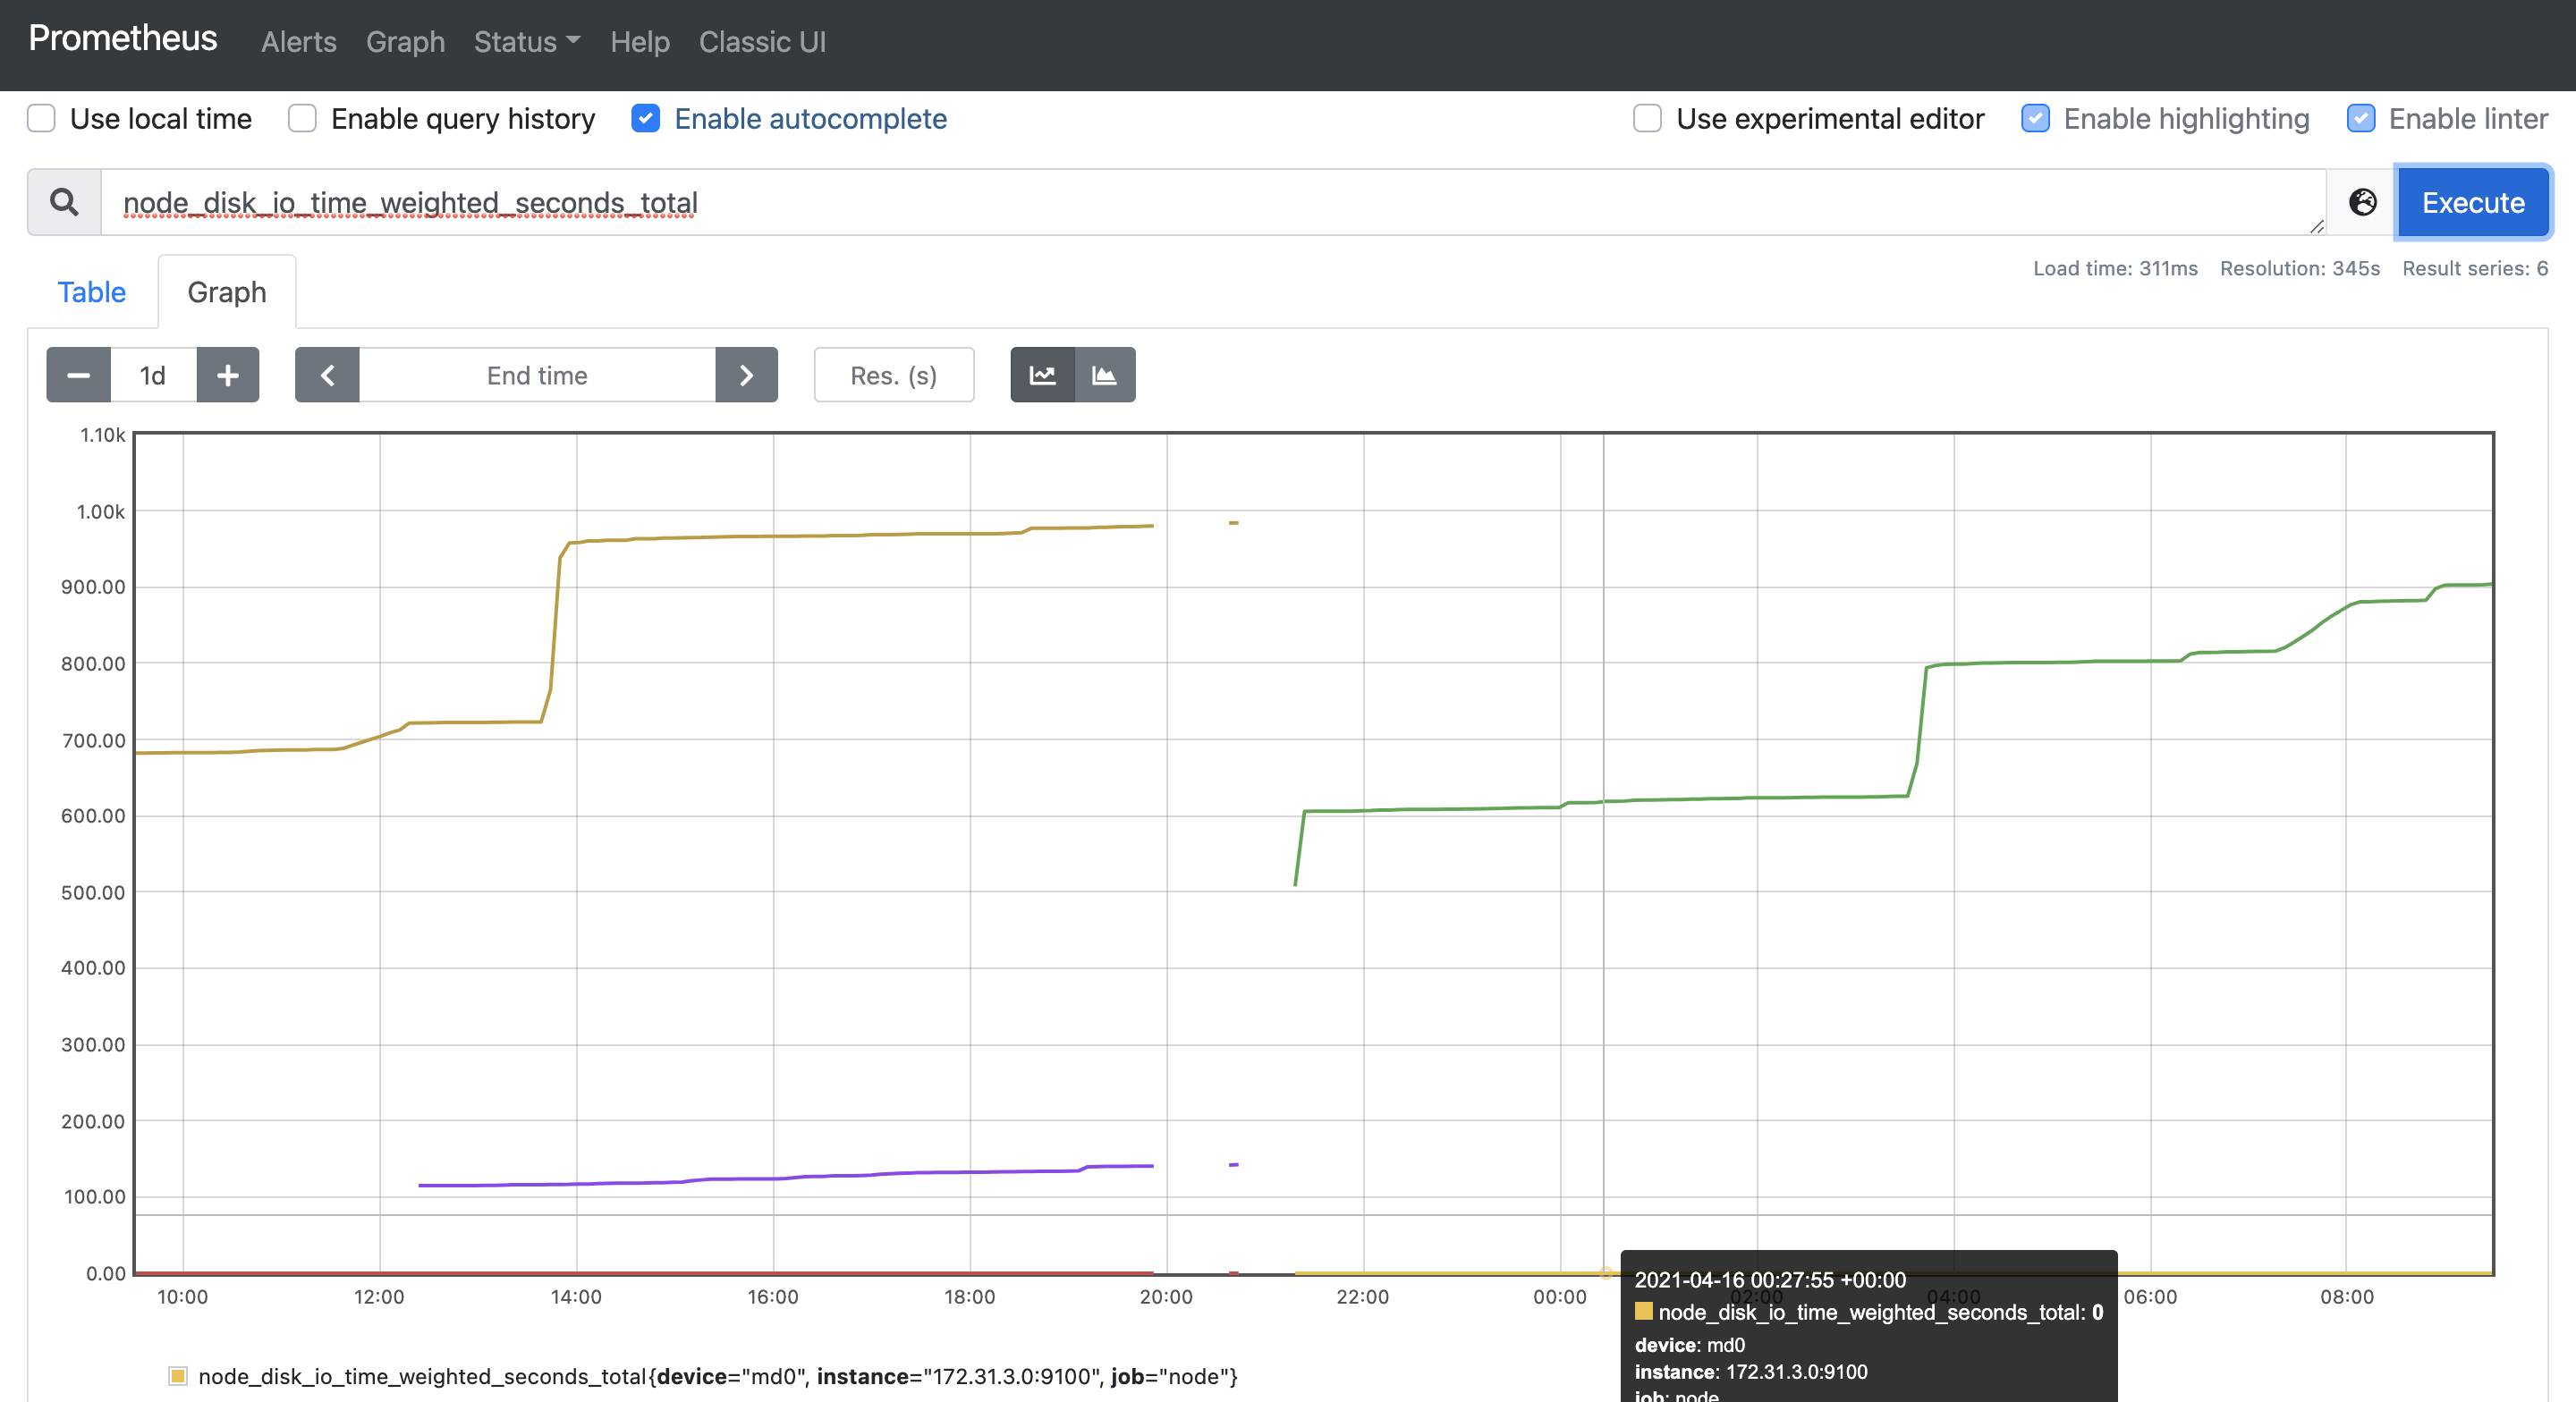 Prometheus Alerts Graph Status Help Classic UI
Use local time Enable query history Enable autocomplete Use experimental editor Enable highlighting Enable linter
node_disk_io_time_weighted_seconds_total Execute
Load time: 311ms Resolution: 345s Result series: 6
Table Graph
1d End time Res. (s)
1.10k
1.00k
900.00
800.00
700.00
600.00
500.00
400.00
300.00
200.00
100.00
0.00
10:00 12:00 14:00 16:00 18:00 20:00 22:00 00:00 02:00 04:00 06:00 08:00
2021-04-16 00:27:55 +00:00
node_disk_io_time_weighted_seconds_total: 0
device: md0
instance: 172.31.3.0:9100
job: node
node_disk_io_time_weighted_seconds_total{device="md0", instance="172.31.3.0:9100", job="node"}